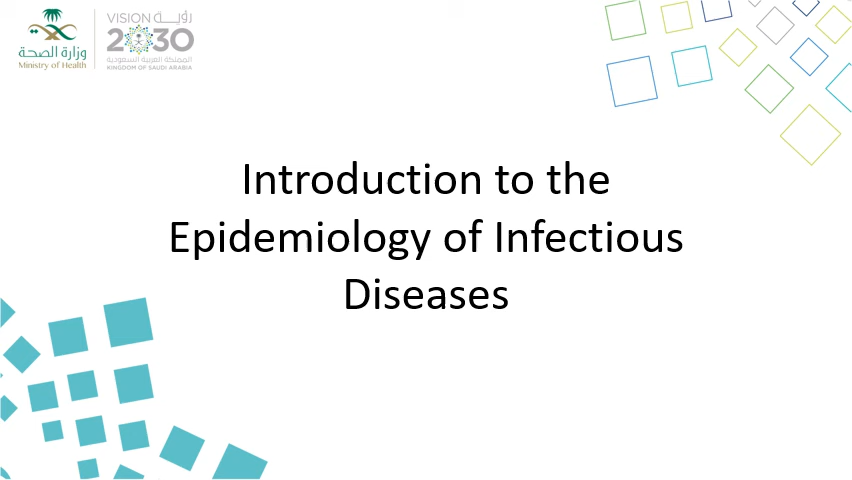 وزارة الصحة
Ministry of Health
VISION رؤيـــة
2030
المملكة العربية السعودية
KINGDOM OF SAUDI ARABIA
Introduction to the
Epidemiology of Infectious
Diseases